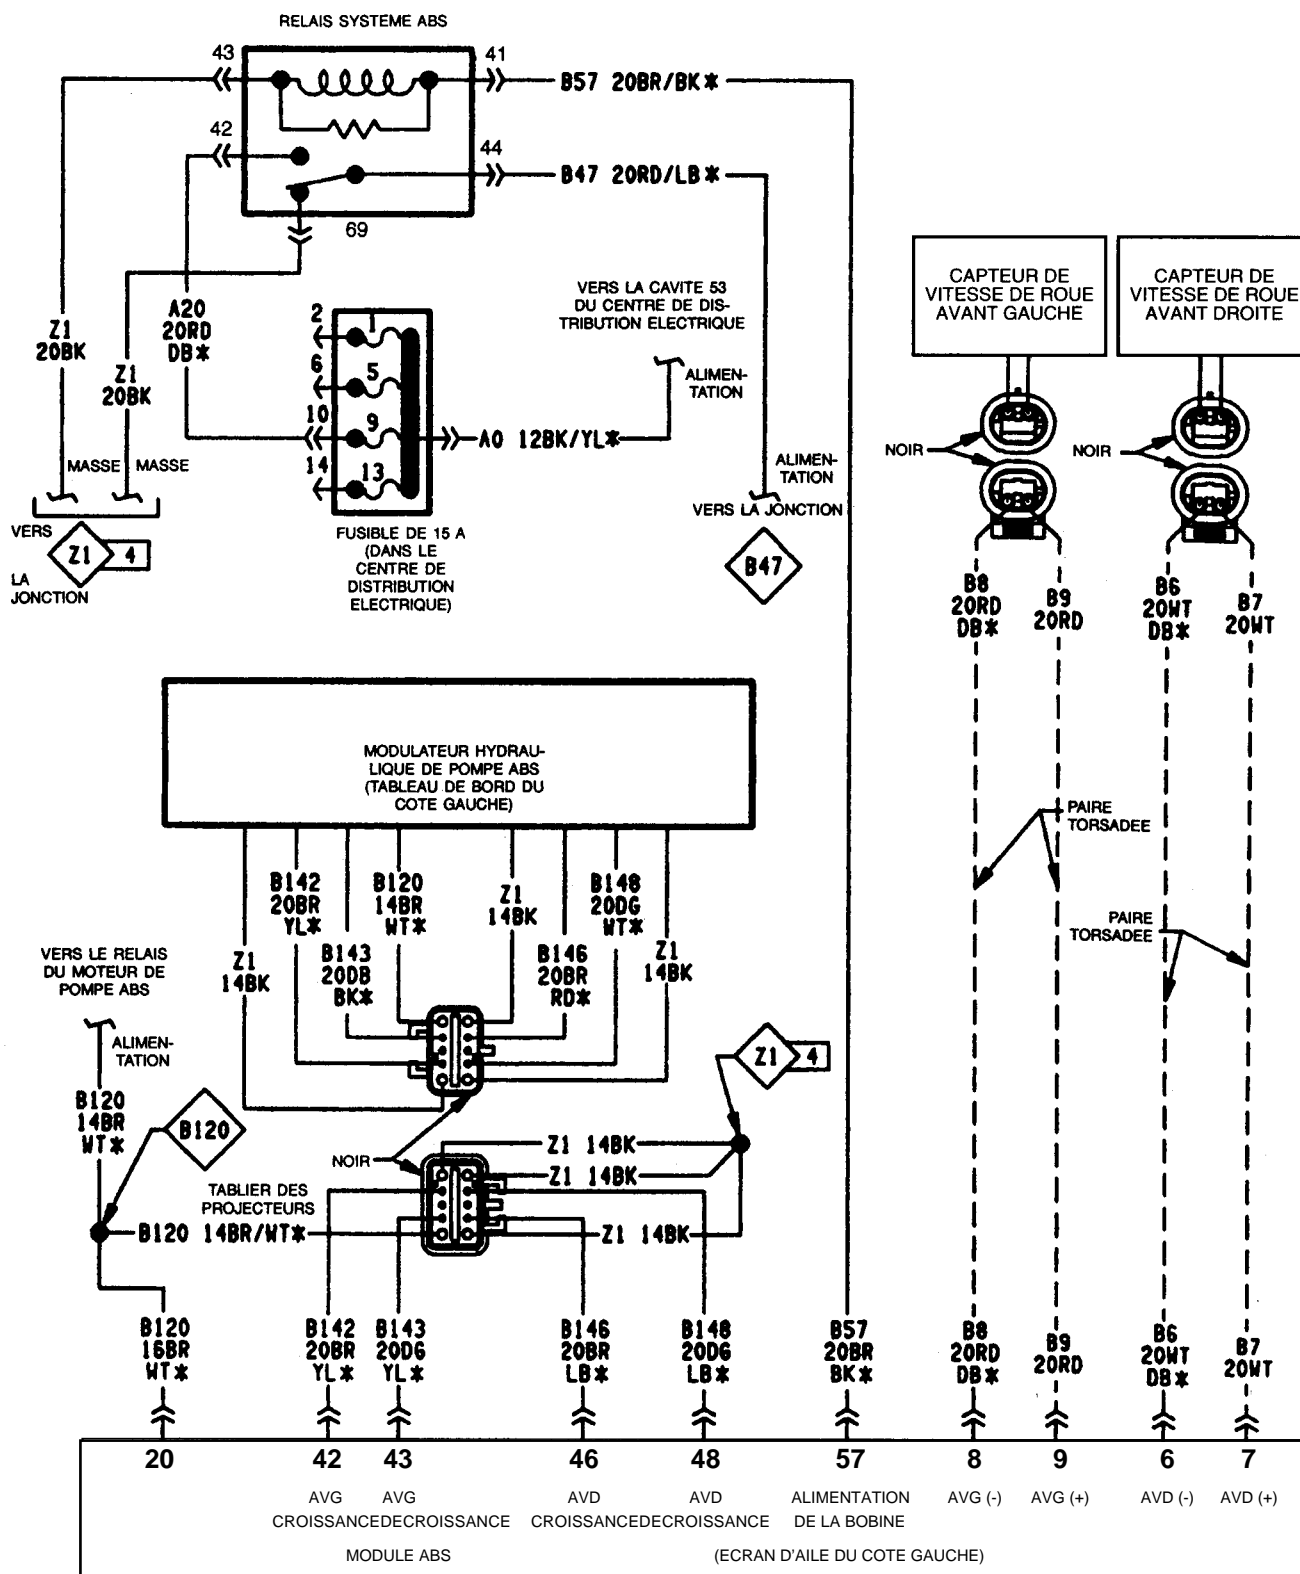 RELAIS SYSTEME ABS
43
41
B57 20BR/BK*
42
44
B47 20RD/LB*
69
A20
20RD
DB*
Z1
20BK
Z1
20BK
MASSE
MASSE
VERS
Z1
4
LA
JONCTION
2
1
6
5
10
9
14
13
FUSIBLE DE 15 A
(DANS LE
CENTRE DE
DISTRIBUTION
ELECTRIQUE)
VERS LA CAVITE 53
DU CENTRE DE DIS-
TRIBUTION ELECTRIQUE
ALIMEN-
TATION
A0 12BK/YL*
ALIMEN-
TATION
VERS LA JONCTION
B47
CAPTEUR DE
VITESSE DE ROUE
AVANT GAUCHE
CAPTEUR DE
VITESSE DE ROUE
AVANT DROITE
NOIR
NOIR
B8
20RD
DB*
B9
20RD
B6
20WT
DB*
B7
20WT
MODULATEUR HYDRAU-
LIQUE DE POMPE ABS
(TABLEAU DE BORD DU
COTE GAUCHE)
PAIRE
TORSADEE
PAIRE
TORSADEE
Z1
14BK
B142
20BR
YL*
B143
20DB
BK*
B120
14BR
WT*
Z1
14BK
B146
20BR
RD*
B148
20DG
WT*
Z1
14BK
VERS LE RELAIS
DU MOTEUR DE
POMPE ABS
ALIMEN-
TATION
B120
14BR
WT*
B120
Z1
4
NOIR
Z1 14BK
Z1 14BK
TABLIER DES
PROJECTEURS
B120 14BR/WT*
Z1 14BK
B120
16BR
WT*
B142
20BR
YL*
B143
20DG
YL*
B146
20BR
LB*
B148
20DG
LB*
B57
20BR
BK*
B8
20RD
DB*
B9
20RD
B6
20WT
DB*
B7
20WT
20 42 43 46 48 57 8 9 6 7
AVG AVG AVD AVD ALIMENTATION AVG (-) AVG (+) AVD (-) AVD (+)
CROISSANCE DECROISSANCE CROISSANCE DECROISSANCE DE LA BOBINE
MODULE ABS (ECRAN D'AILE DU COTE GAUCHE)